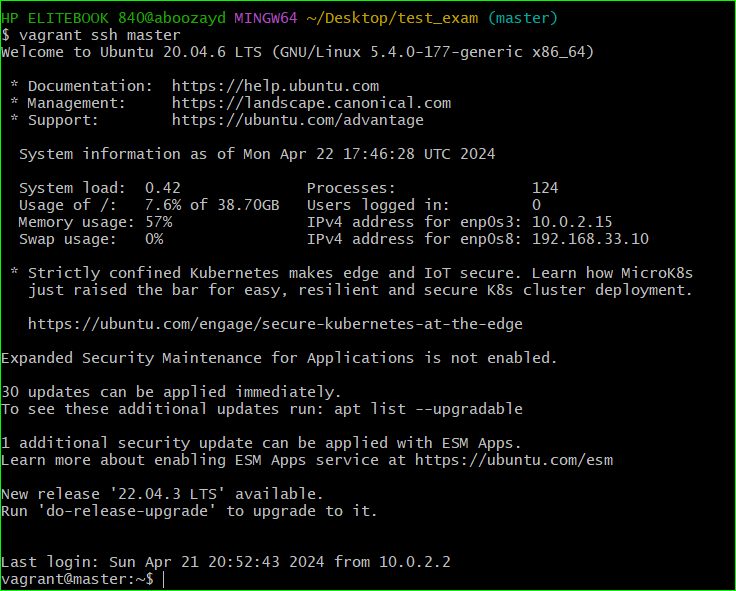 HP ELITEBOOK 840@aboozayd MINGW64 ~/Desktop/test_exam (master)
$ vagrant ssh master
Welcome to Ubuntu 20.04.6 LTS (GNU/Linux 5.4.0-177-generic x86_64)
* Documentation:  https://help.ubuntu.com
* Management:     https://landscape.canonical.com
* Support:        https://ubuntu.com/advantage
System information as of Mon Apr 22 17:46:28 UTC 2024
System load:  0.42               Processes:               124
Usage of /:   7.6% of 38.70GB   Users logged in:         0
Memory usage: 57%               IPv4 address for enp0s3: 10.0.2.15
Swap usage:   0%                IPv4 address for enp0s8: 192.168.33.10
* Strictly confined Kubernetes makes edge and IoT secure. Learn how MicroK8s
just raised the bar for easy, resilient and secure K8s cluster deployment.
https://ubuntu.com/engage/secure-kubernetes-at-the-edge
Expanded Security Maintenance for Applications is not enabled.
30 updates can be applied immediately.
To see these additional updates run: apt list --upgradable
1 additional security update can be applied with ESM Apps.
Learn more about enabling ESM Apps service at https://ubuntu.com/esm
New release '22.04.3 LTS' available.
Run 'do-release-upgrade' to upgrade to it.
Last login: Sun Apr 21 20:52:43 2024 from 10.0.2.2
vagrant@master:~$